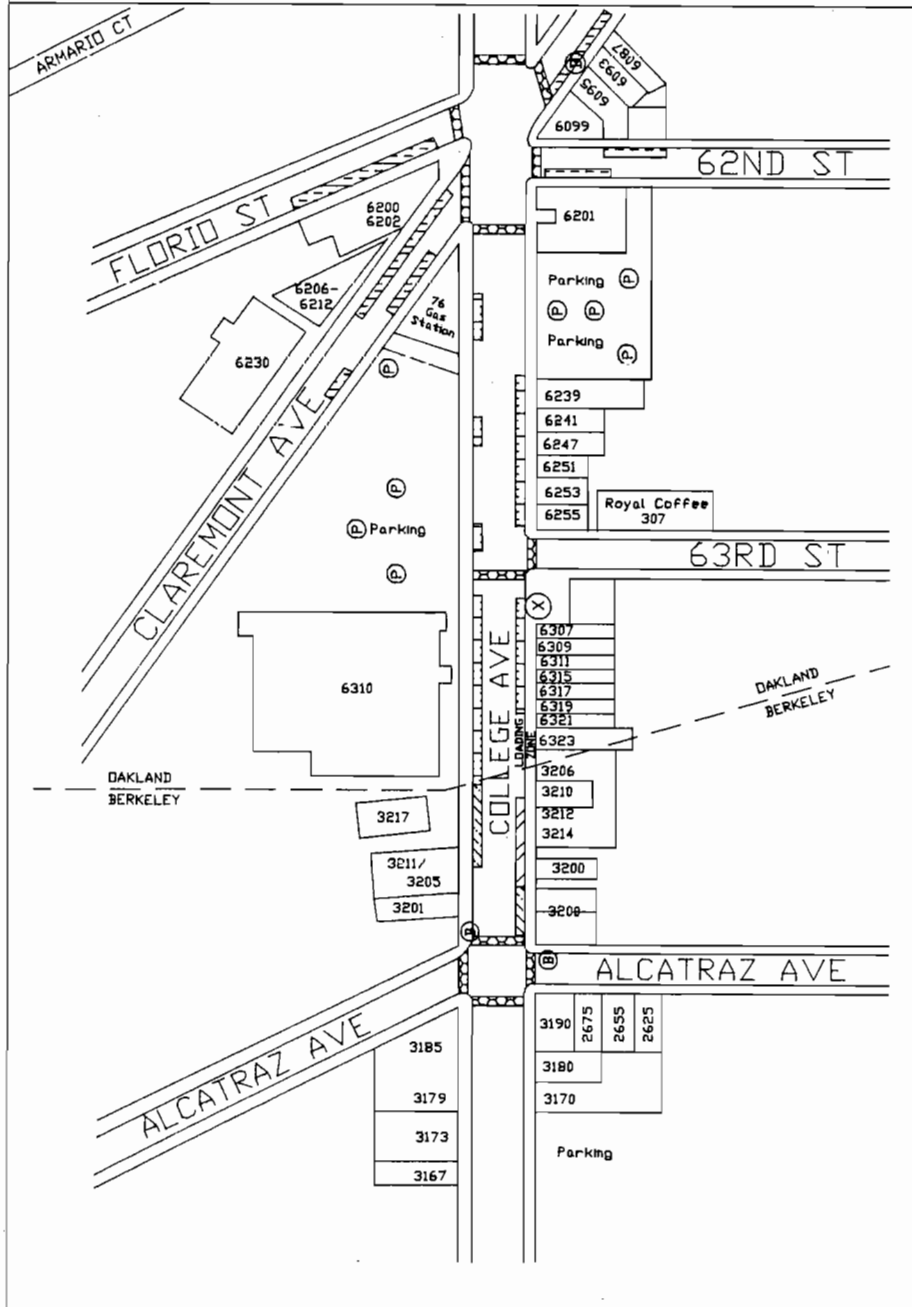 ARMARIO CT
6087
6093
6095
6099
62ND ST
FLORIO ST
6200
6202
6201
6206-
6212
76
Gas
Station
Parking
P
P
P
Parking
P
6230
P
6239
6241
6247
6251
6253
6255
Royal Coffee
307
CLAREMONT AVE
P
P
Parking
P
63RD ST
X
6307
6309
6311
6315
6317
6319
6321
6323
6310
COLLEGE AVE
LOADING
ZONE
OAKLAND
BERKELEY
OAKLAND
BERKELEY
3206
3210
3212
3214
3217
3211/
3205
3201
3200
3208
B
B
ALCATRAZ AVE
ALCATRAZ AVE
3190
2675
2655
2625
3185
3180
3179
3170
3173
3167
Parking